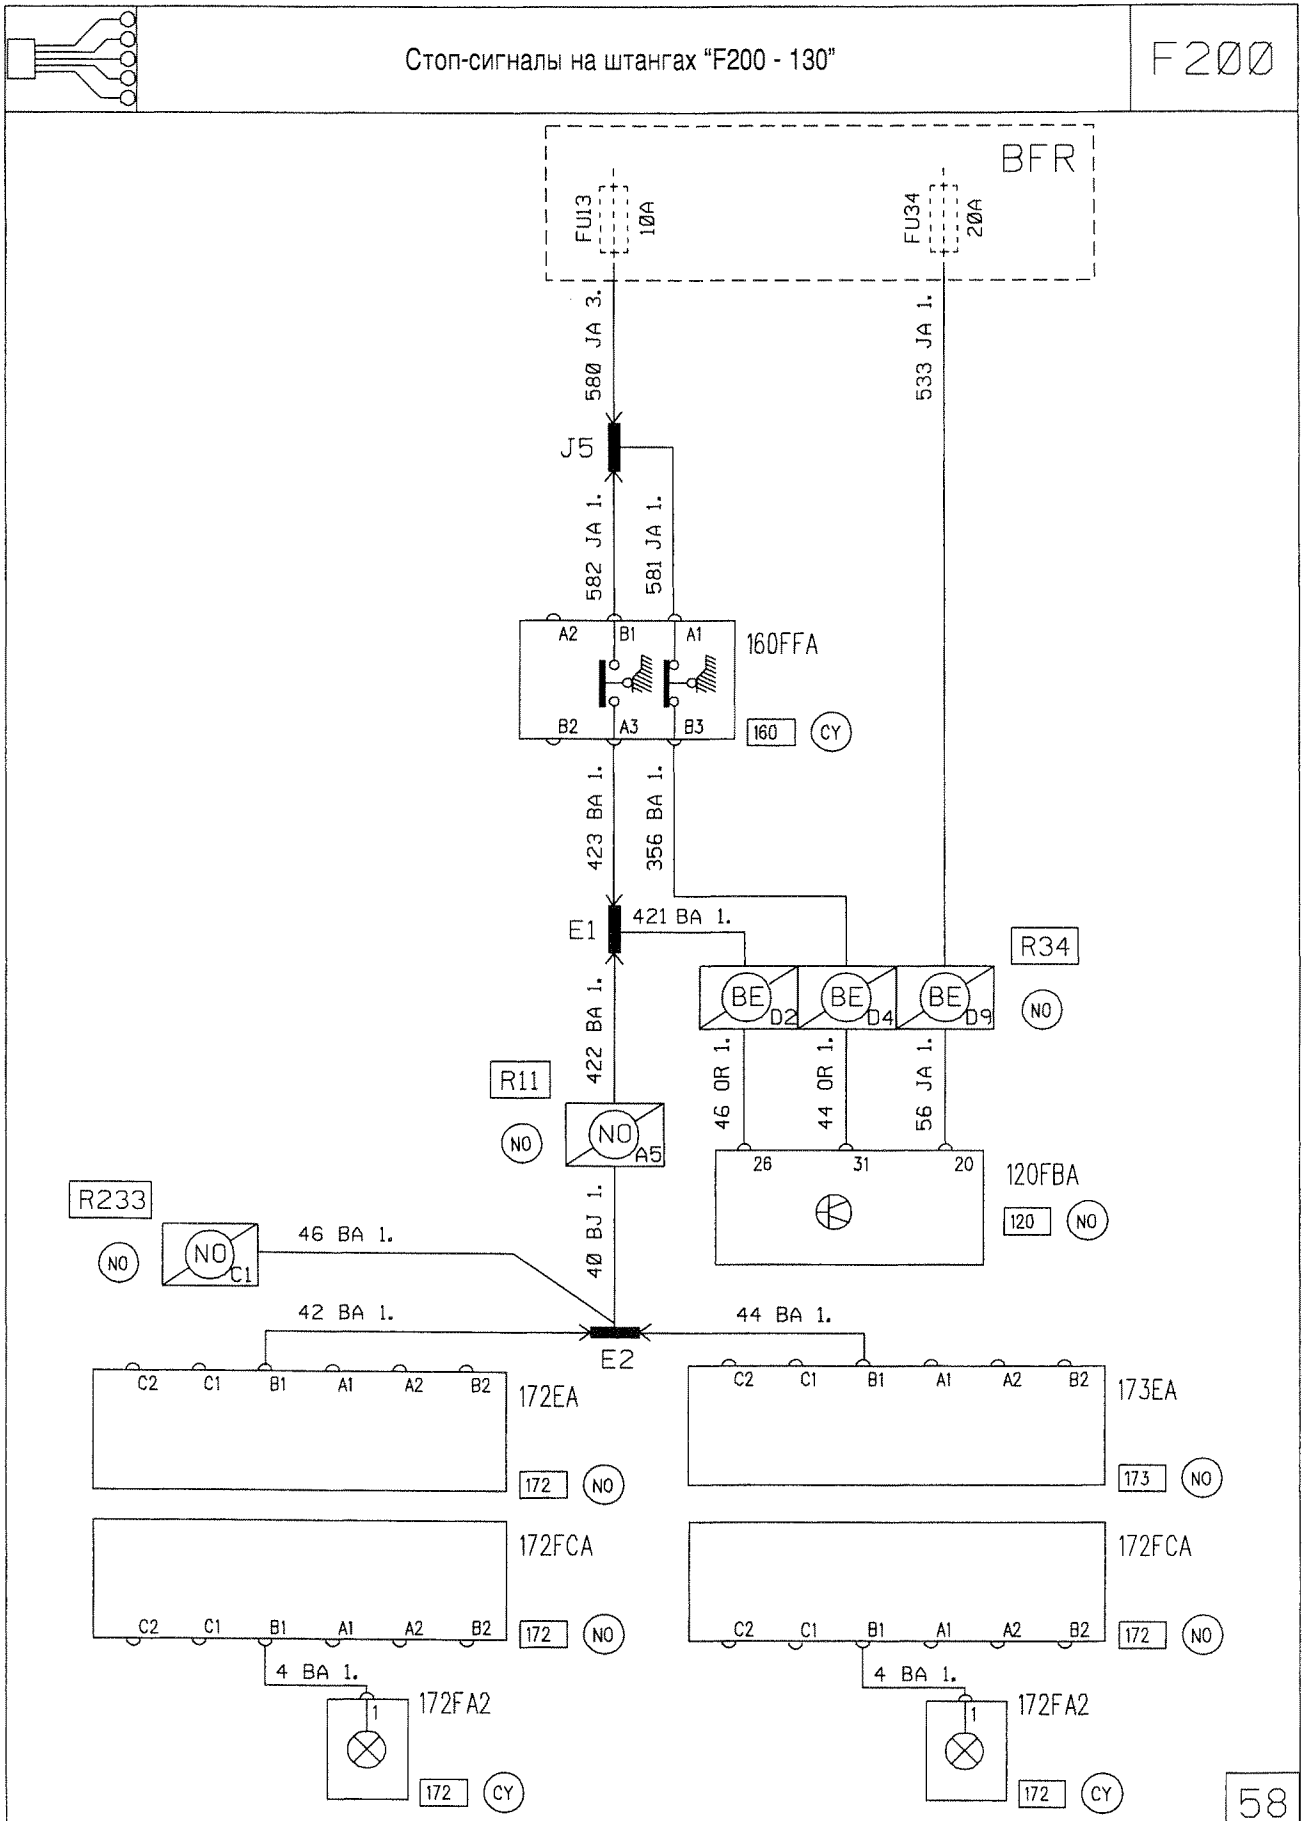 Стоп-сигналы на штангах “F200 - 130”
F200
BFR
FU13
10A
FU34
20A
580 JA 3.
533 JA 1.
J5
582 JA 1.
581 JA 1.
A2 B1 A1
160FFA
B2 A3 B3
160 CY
423 BA 1.
356 BA 1.
E1
421 BA 1.
R34
BE D2 BE D4 BE D9
NO
422 BA 1.
46 OR 1.
44 OR 1.
56 JA 1.
R11
NO
NO A5
26 31 20
120FBA
120 NO
R233
NO
NO C1
46 BA 1.
40 BJ 1.
42 BA 1.
44 BA 1.
E2
C2 C1 B1 A1 A2 B2
172EA
172 NO
C2 C1 B1 A1 A2 B2
173EA
173 NO
172FCA
C2 C1 B1 A1 A2 B2
172 NO
172FCA
C2 C1 B1 A1 A2 B2
172 NO
4 BA 1.
1
172FA2
172 CY
4 BA 1.
1
172FA2
172 CY
58